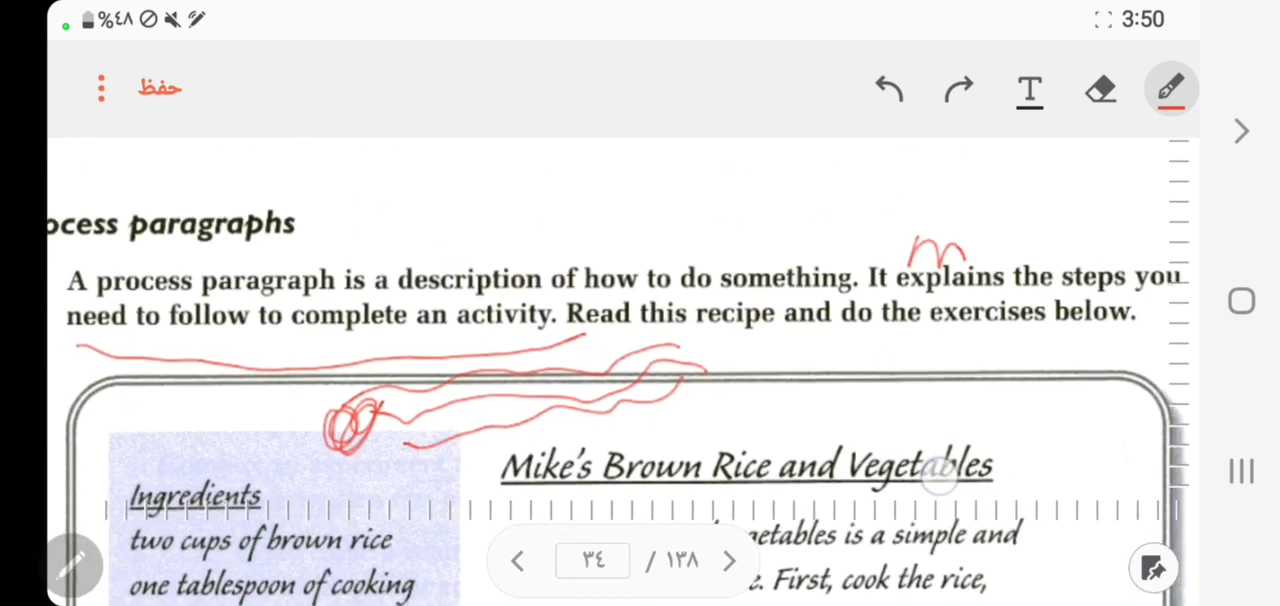 %٤٨ 3:50
حفظ T
ocess paragraphs
m
A process paragraph is a description of how to do something. It explains the steps you
need to follow to complete an activity. Read this recipe and do the exercises below.
Mike's Brown Rice and Vegetables
Ingredients
two cups of brown rice
getables is a simple and
٣٤ / ١٣٨
one tablespoon of cooking
e. First, cook the rice,